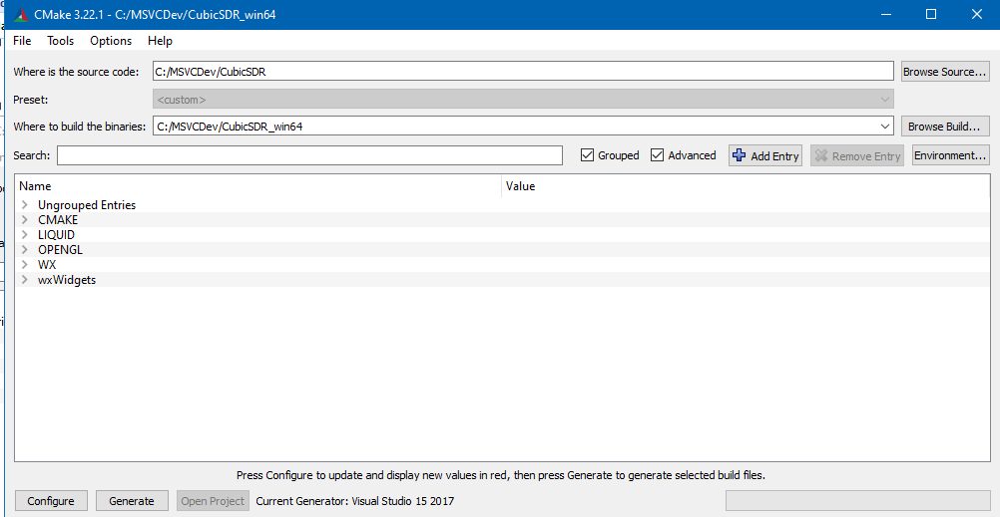 CMake 3.22.1 - C:/MSVCDev/CubicSDR_win64
File Tools Options Help
Where is the source code: C:/MSVCDev/CubicSDR Browse Source...
Preset: <custom>
Where to build the binaries: C:/MSVCDev/CubicSDR_win64 Browse Build...
Search: Grouped Advanced Add Entry Remove Entry Environment...
Name Value
Ungrouped Entries
CMAKE
LIQUID
OPENGL
WX
wxWidgets
Press Configure to update and display new values in red, then press Generate to generate selected build files.
Configure Generate Open Project Current Generator: Visual Studio 15 2017